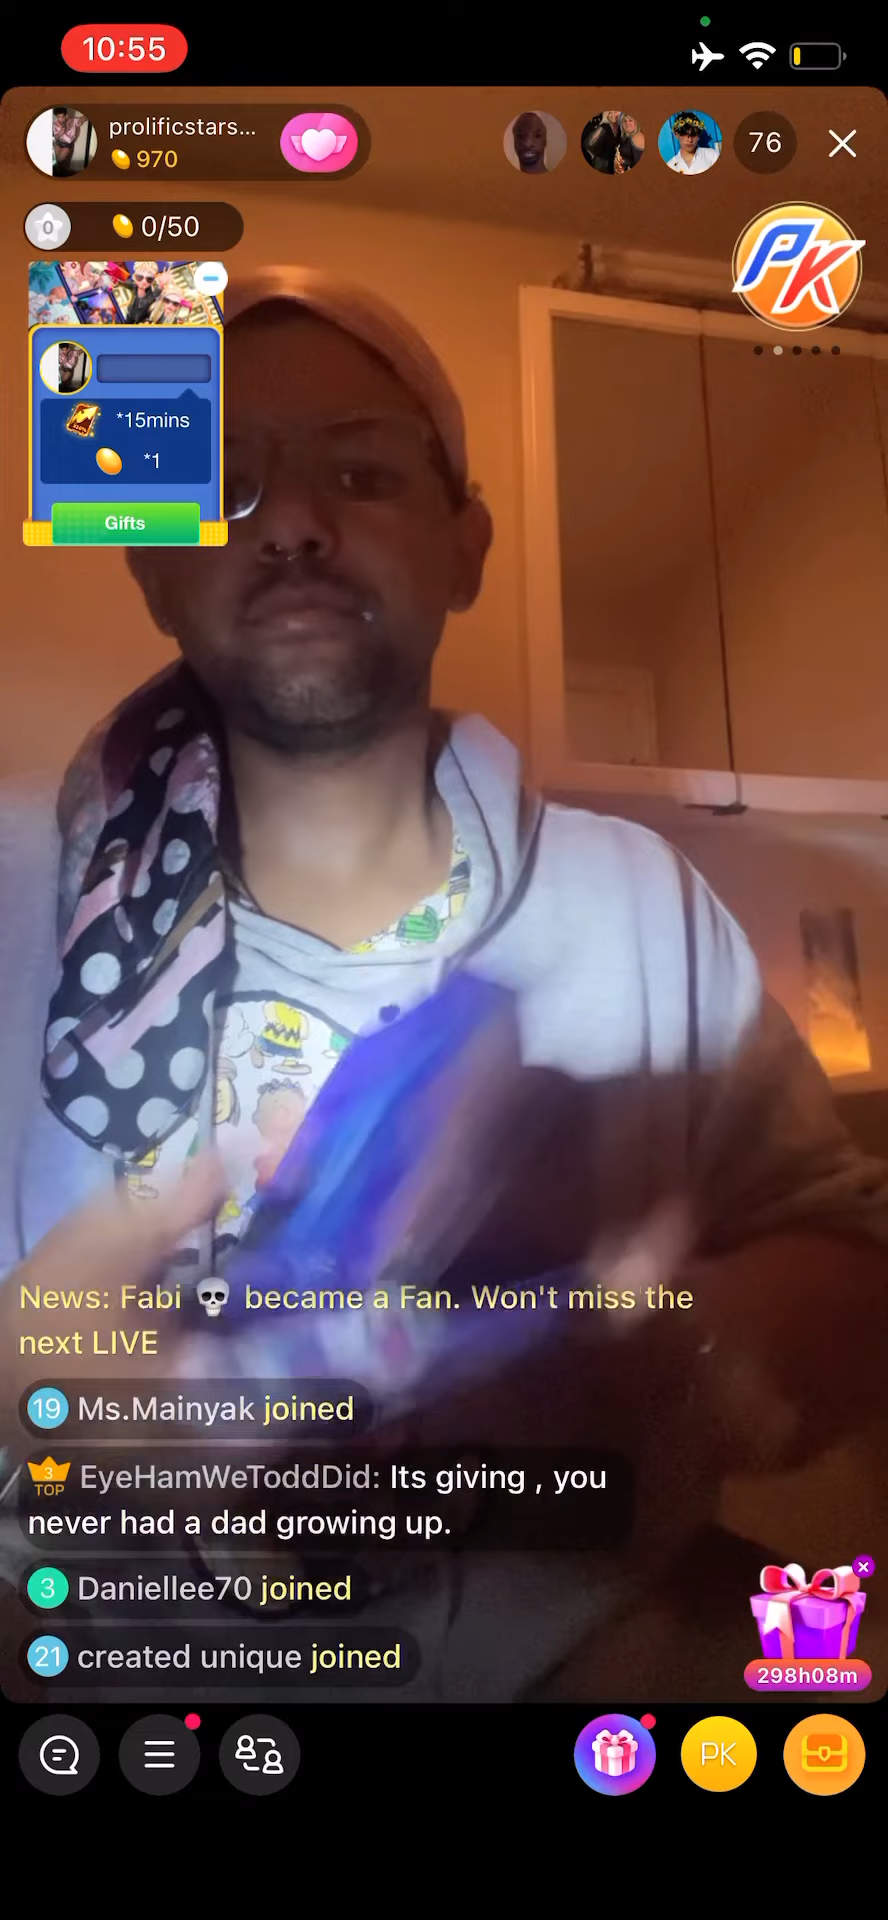 10:55
prolificstars...
970
76
0
0/50
PK
*15mins
*1
Gifts
News: Fabi 💀 became a Fan. Won't miss the
next LIVE
19 Ms.Mainyak joined
3 TOP EyeHamWeToddDid: Its giving , you
never had a dad growing up.
3 Daniellee70 joined
21 created unique joined
298h08m
PK